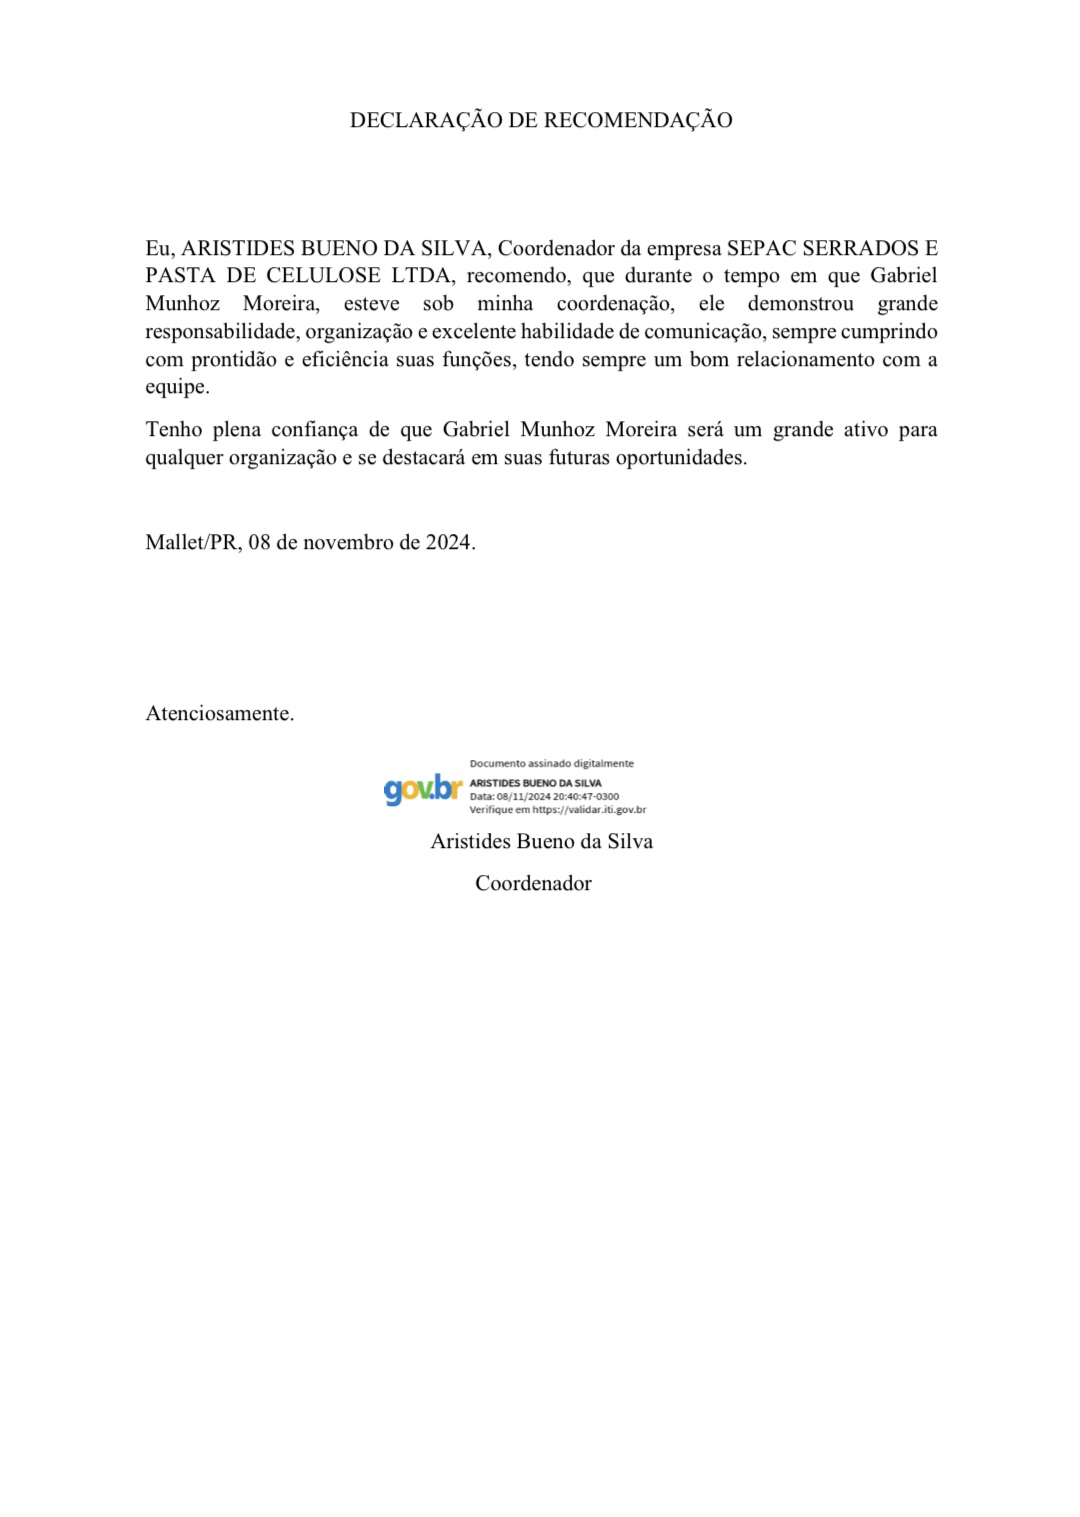 DECLARAÇÃO DE RECOMENDAÇÃO
Eu, ARISTIDES BUENO DA SILVA, Coordenador da empresa SEPAC SERRADOS E
PASTA DE CELULOSE LTDA, recomendo, que durante o tempo em que Gabriel
Munhoz Moreira, esteve sob minha coordenação, ele demonstrou grande
responsabilidade, organização e excelente habilidade de comunicação, sempre cumprindo
com prontidão e eficiência suas funções, tendo sempre um bom relacionamento com a
equipe.
Tenho plena confiança de que Gabriel Munhoz Moreira será um grande ativo para
qualquer organização e se destacará em suas futuras oportunidades.
Mallet/PR, 08 de novembro de 2024.
Atenciosamente.
gov.br
Documento assinado digitalmente
ARISTIDES BUENO DA SILVA
Data: 08/11/2024 20:40:47-0300
Verifique em https://validar.iti.gov.br
Aristides Bueno da Silva
Coordenador